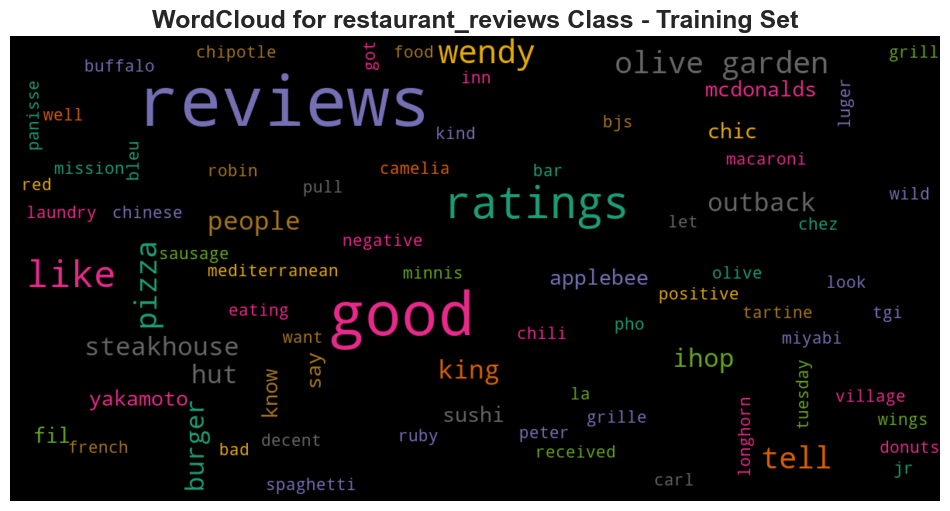 WordCloud for restaurant_reviews Class - Training Set
chipotle
got
food
wendy
grill
buffalo
inn
olive garden
reviews
mcdonalds
panisse
well
luger
kind
bjs
chic
bleu
mission
robin
camelia
bar
macaroni
red
pull
ratings
outback
wild
laundry
chinese
people
let
chez
negative
pizza
sausage
like
mediterranean
minnis
applebee
olive
look
positive
eating
good
want
chili
pho
tartine
tgi
miyabi
steakhouse
say
hut
know
king
ihop
tuesday
yakamoto
la
village
burger
sushi
grille
wings
fil
french
bad
decent
ruby
peter
received
longhorn
tell
donuts
spaghetti
carl
jr